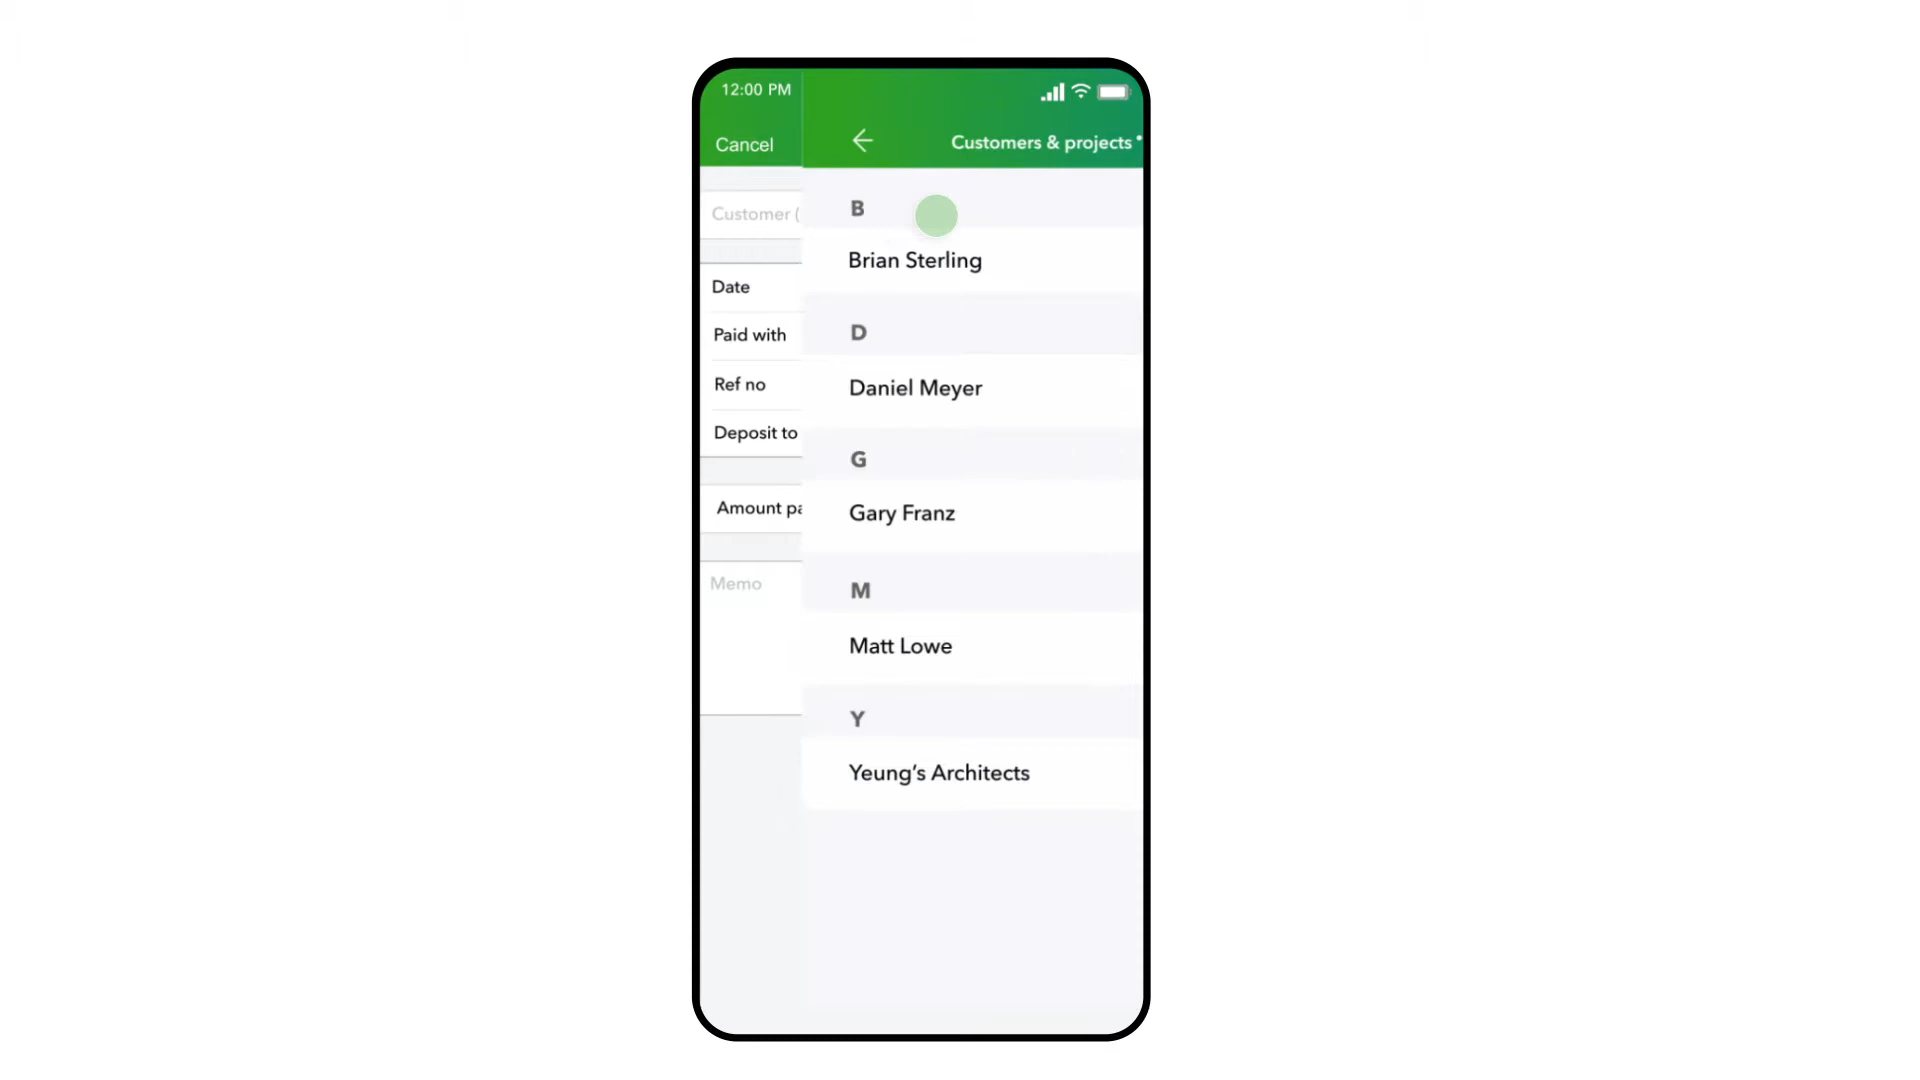 12:00 PM
Cancel
Customer (
Date
Paid with
Ref no
Deposit to
Amount pa
Memo
Customers & projects
B
Brian Sterling
D
Daniel Meyer
G
Gary Franz
M
Matt Lowe
Y
Yeung’s Architects